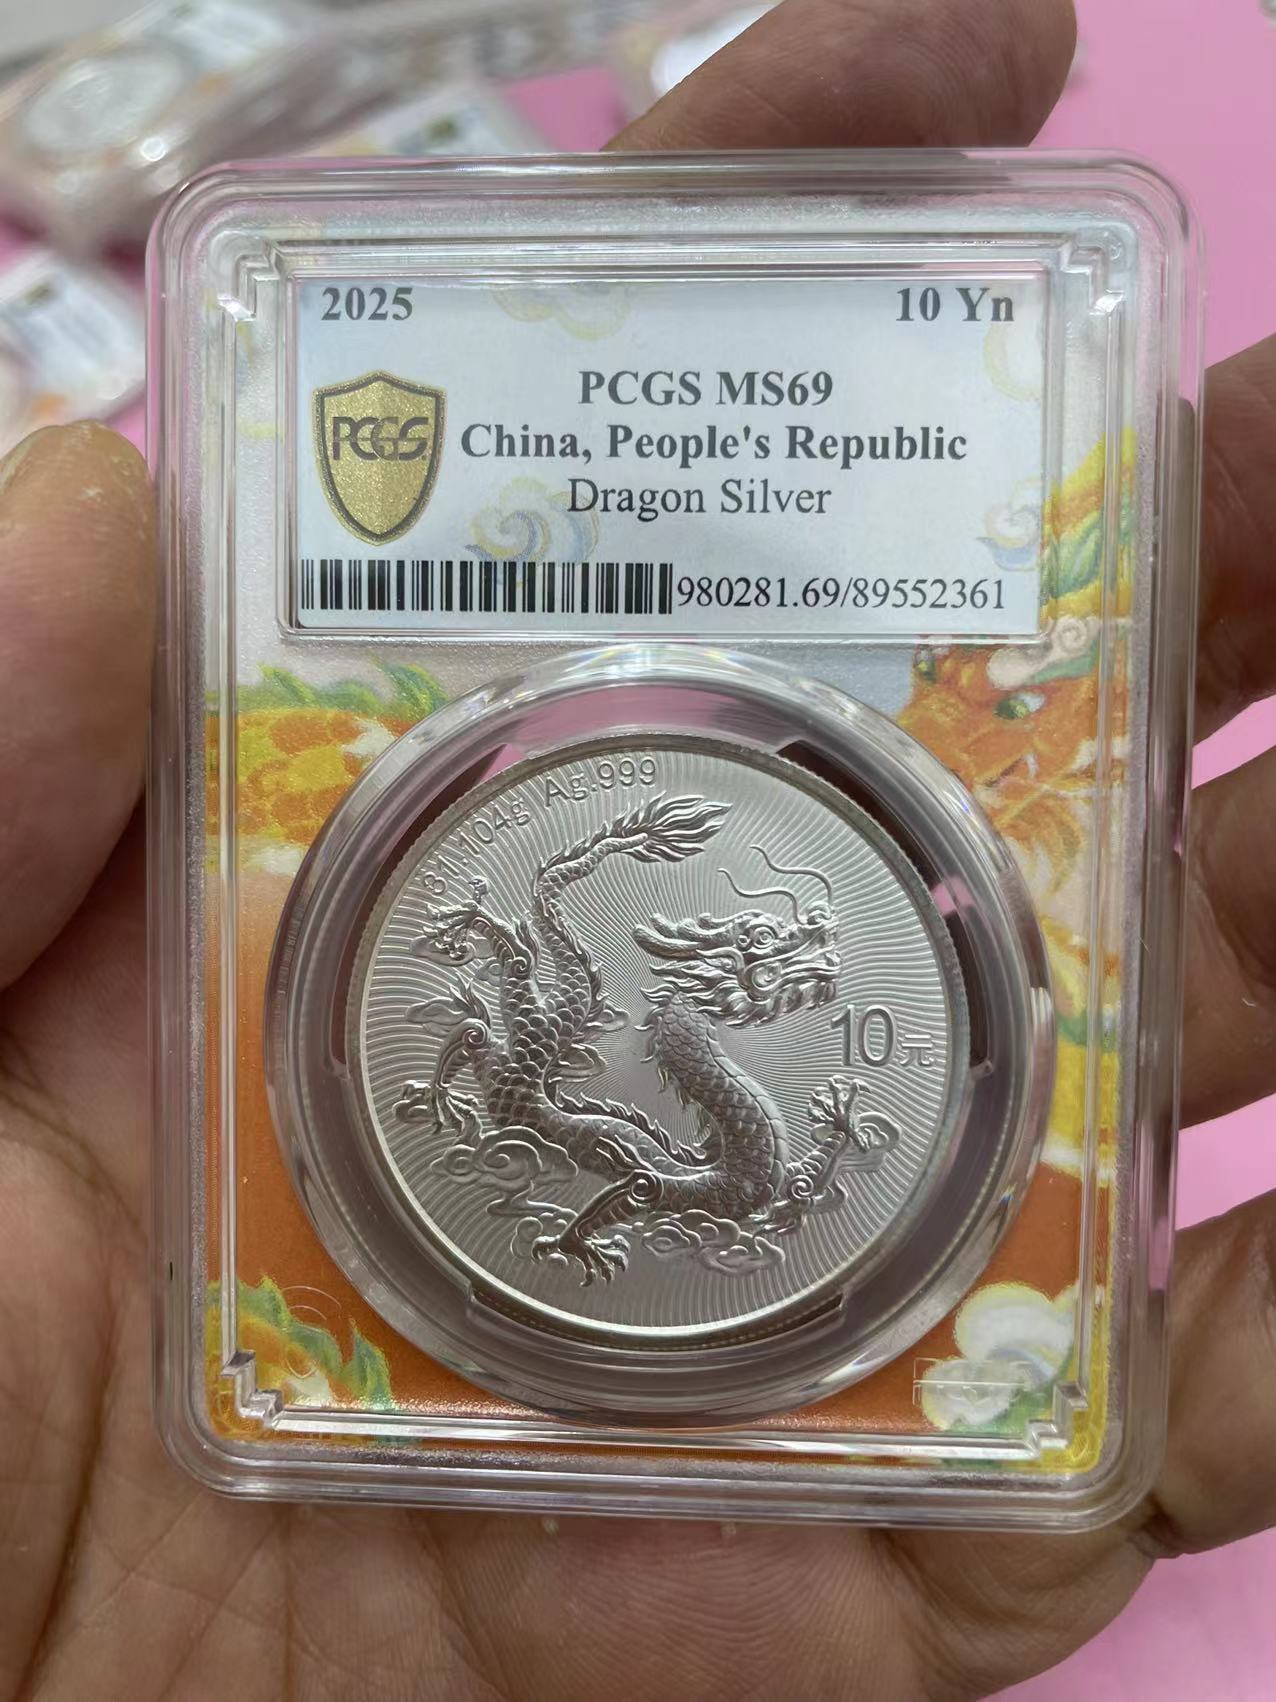 2025 10 Yn
PCGS MS69
PCGS
China, People's Republic
Dragon Silver
980281.69/89552361
31.104g Ag.999
10元